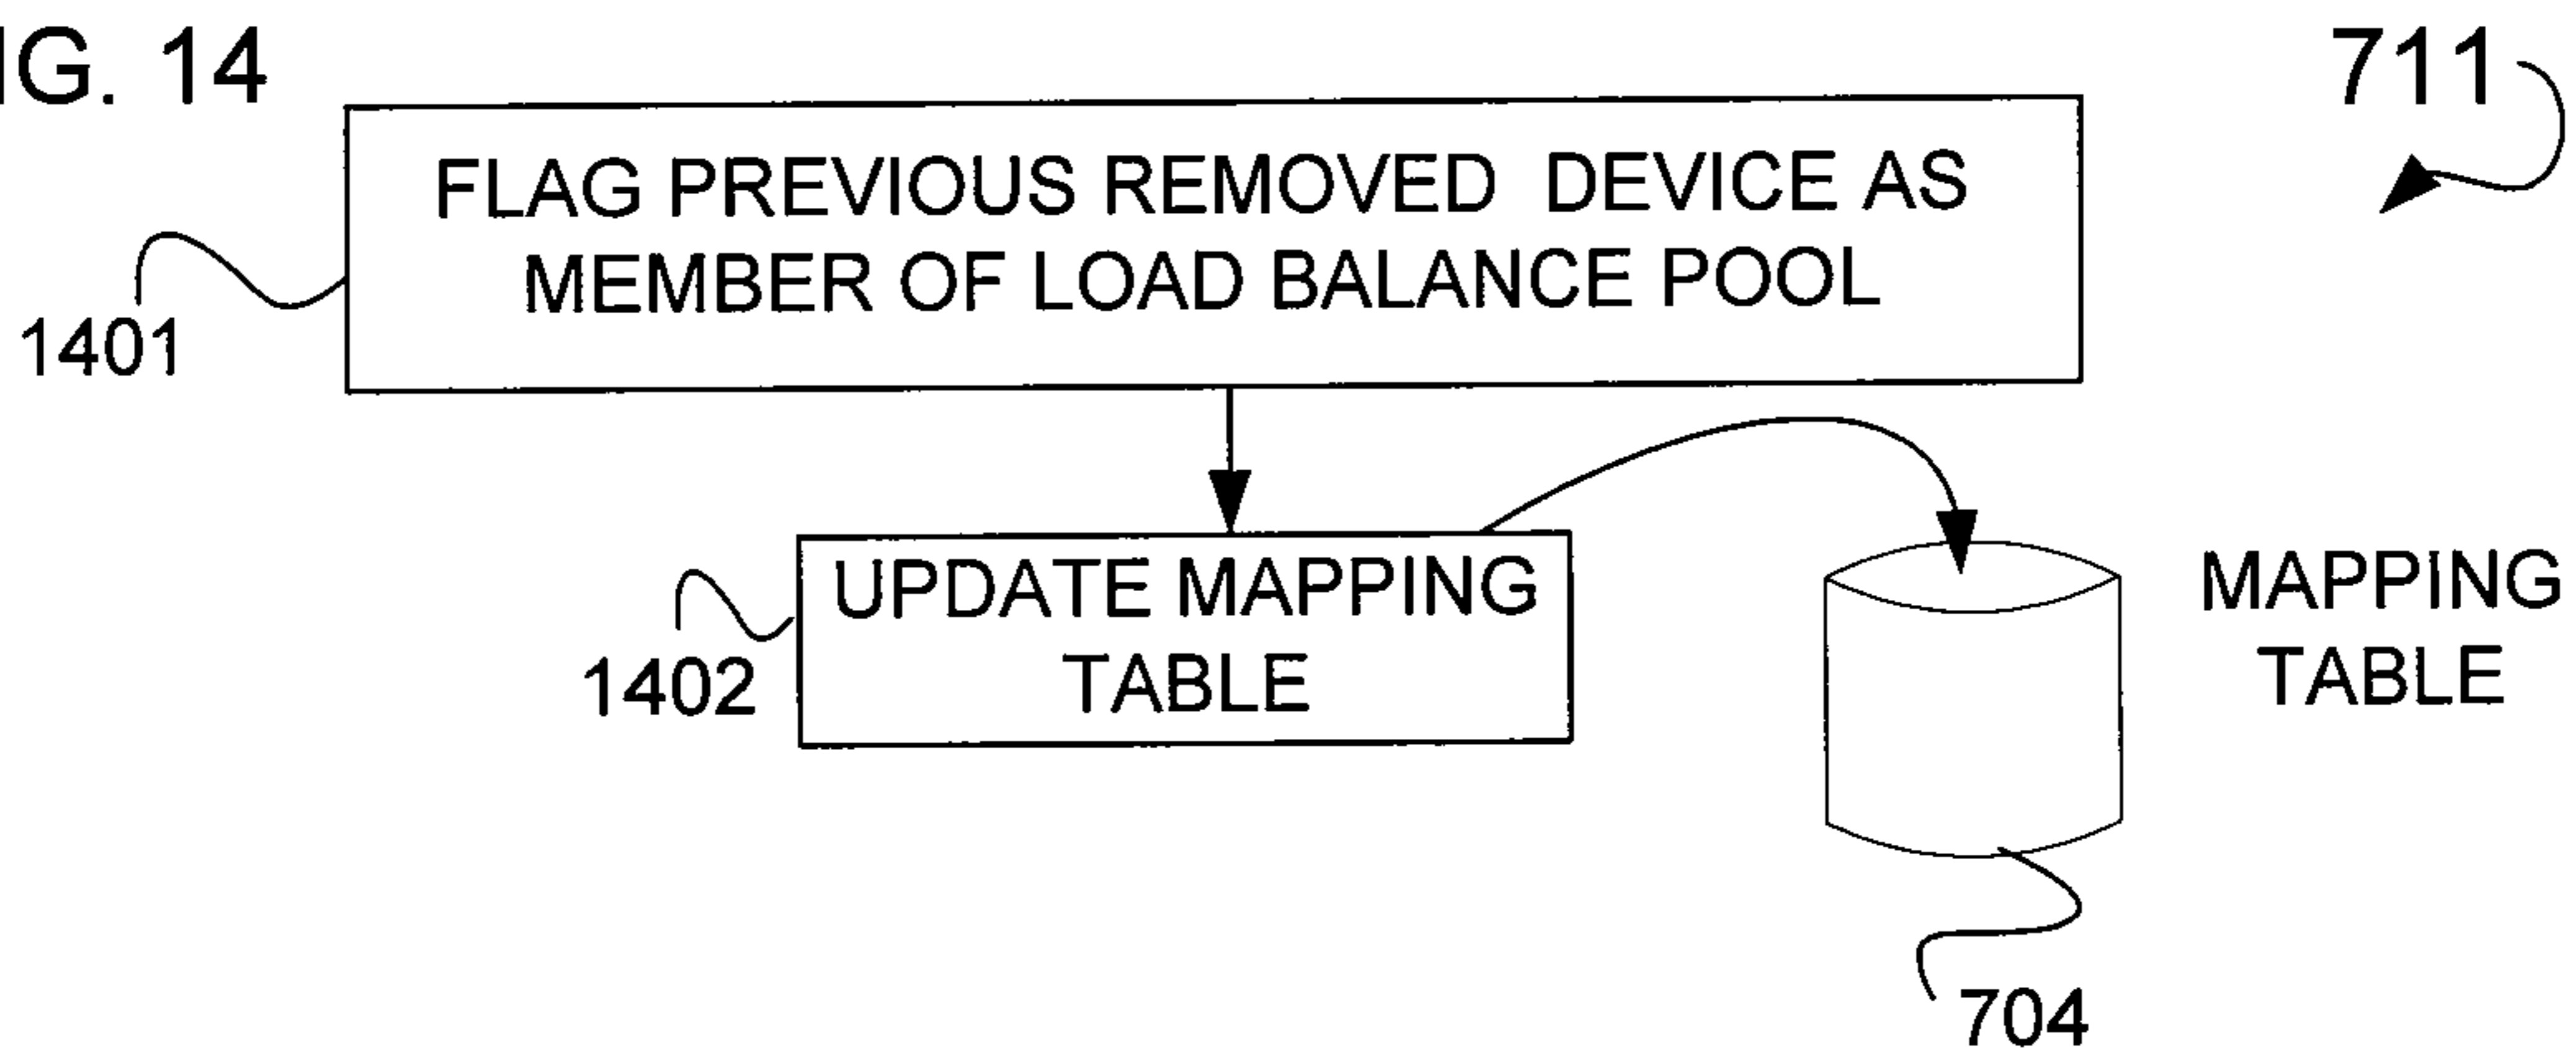 IG. 14
711
FLAG PREVIOUS REMOVED DEVICE AS
MEMBER OF LOAD BALANCE POOL
1401
UPDATE MAPPING
TABLE
1402
MAPPING
TABLE
704